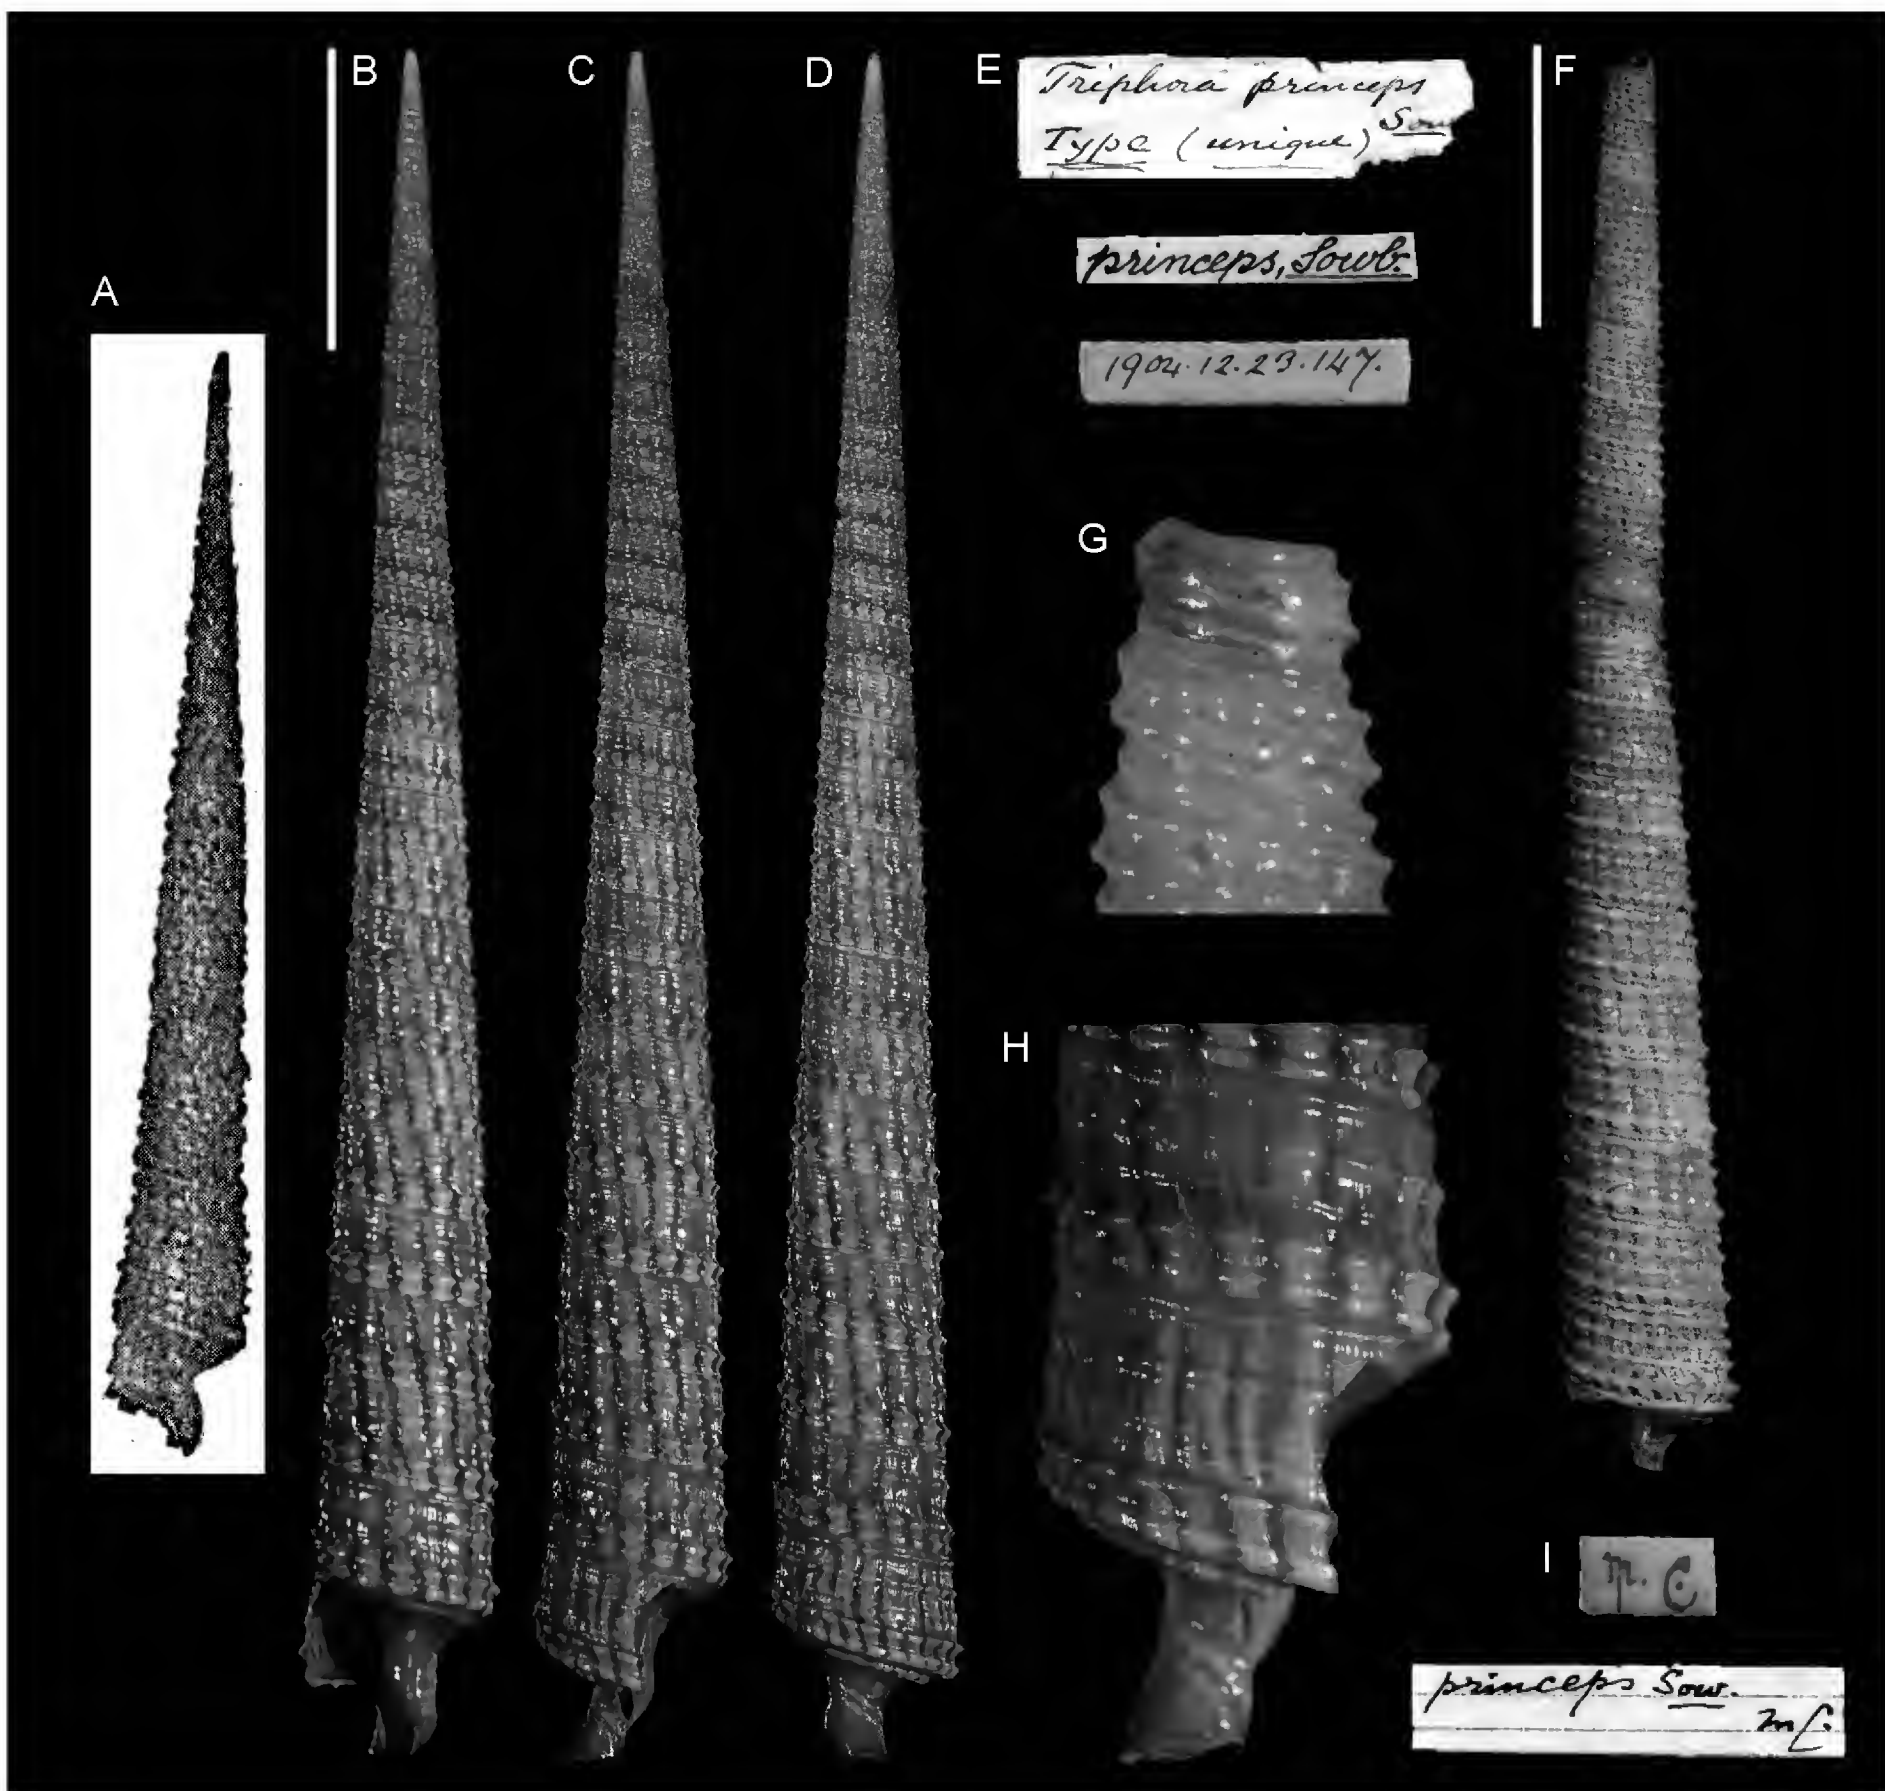 A
B
C
D
E
Triphora princeps
Type (unique) Sow
princeps, Sowb.
1904.12.23.147.
F
G
H
I
n. C
princeps Sow.